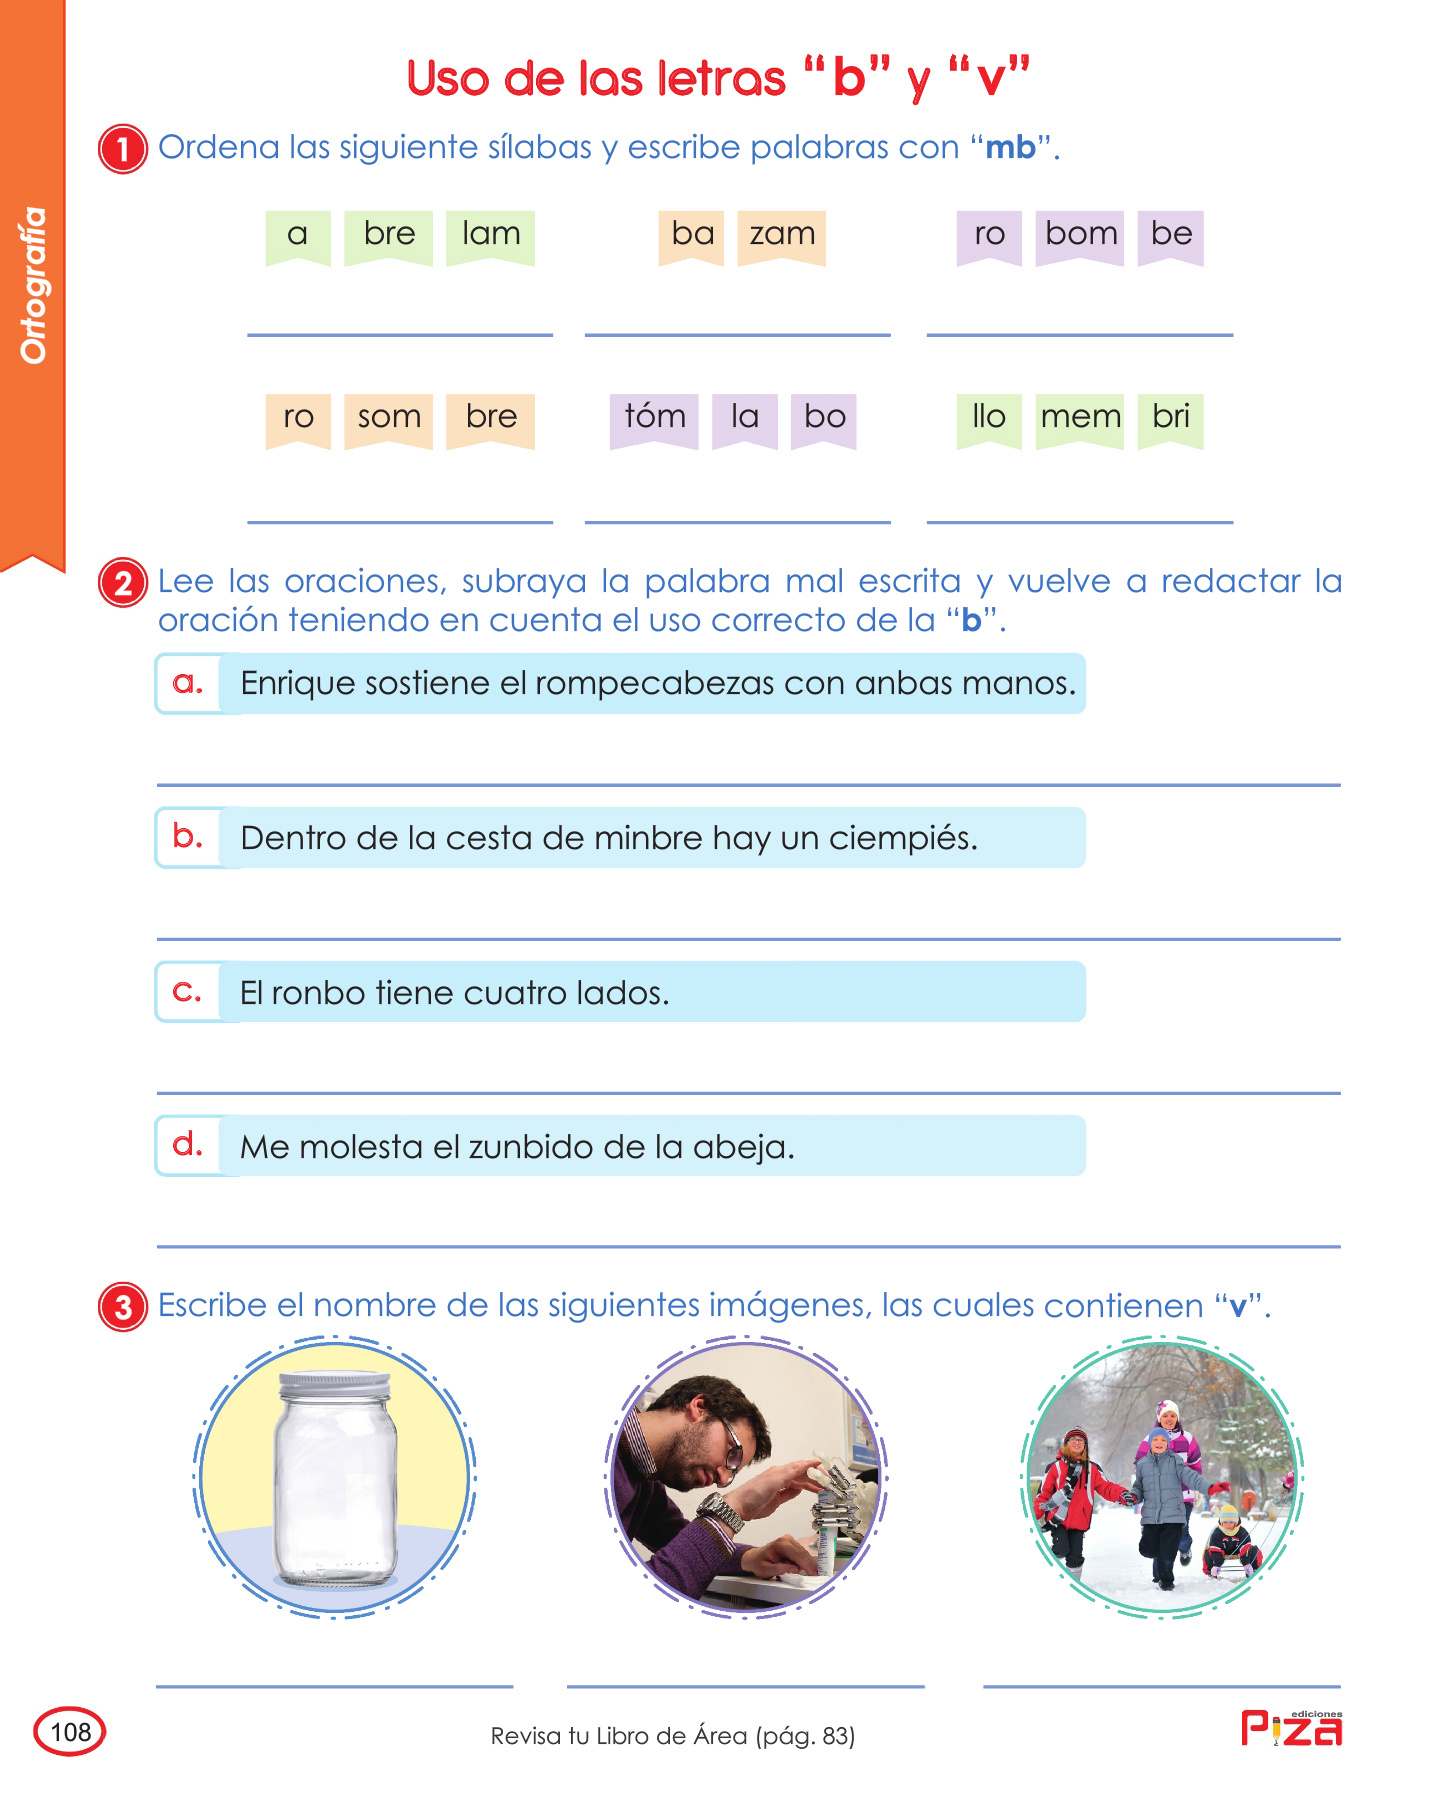 Uso de las letras “b” y “v”
Ortografía
1 Ordena las siguiente sílabas y escribe palabras con “mb”.
a bre lam ba zam ro bom be
ro som bre tóm la bo llo mem bri
2 Lee las oraciones, subraya la palabra mal escrita y vuelve a redactar la
oración teniendo en cuenta el uso correcto de la “b”.
a. Enrique sostiene el rompecabezas con anbas manos.
b. Dentro de la cesta de minbre hay un ciempiés.
c. El ronbo tiene cuatro lados.
d. Me molesta el zunbido de la abeja.
3 Escribe el nombre de las siguientes imágenes, las cuales contienen “v”.
108
Revisa tu Libro de Área (pág. 83)
ediciones
Piza